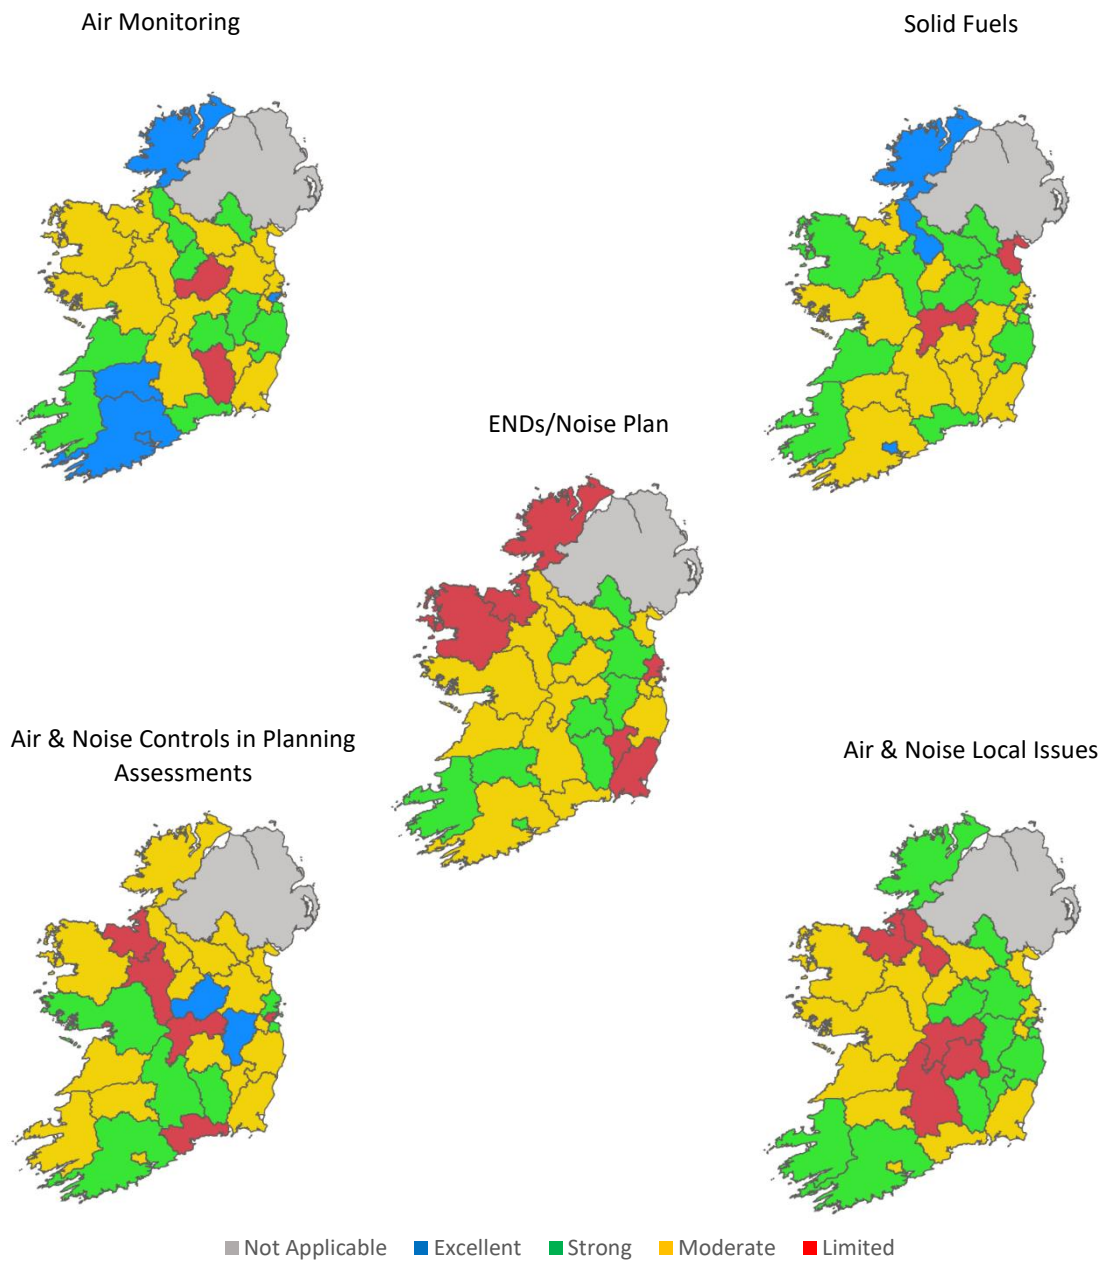 Air Monitoring
Solid Fuels
ENDs/Noise Plan
Air & Noise Controls in Planning
Assessments
Air & Noise Local Issues
Not Applicable Excellent Strong Moderate Limited